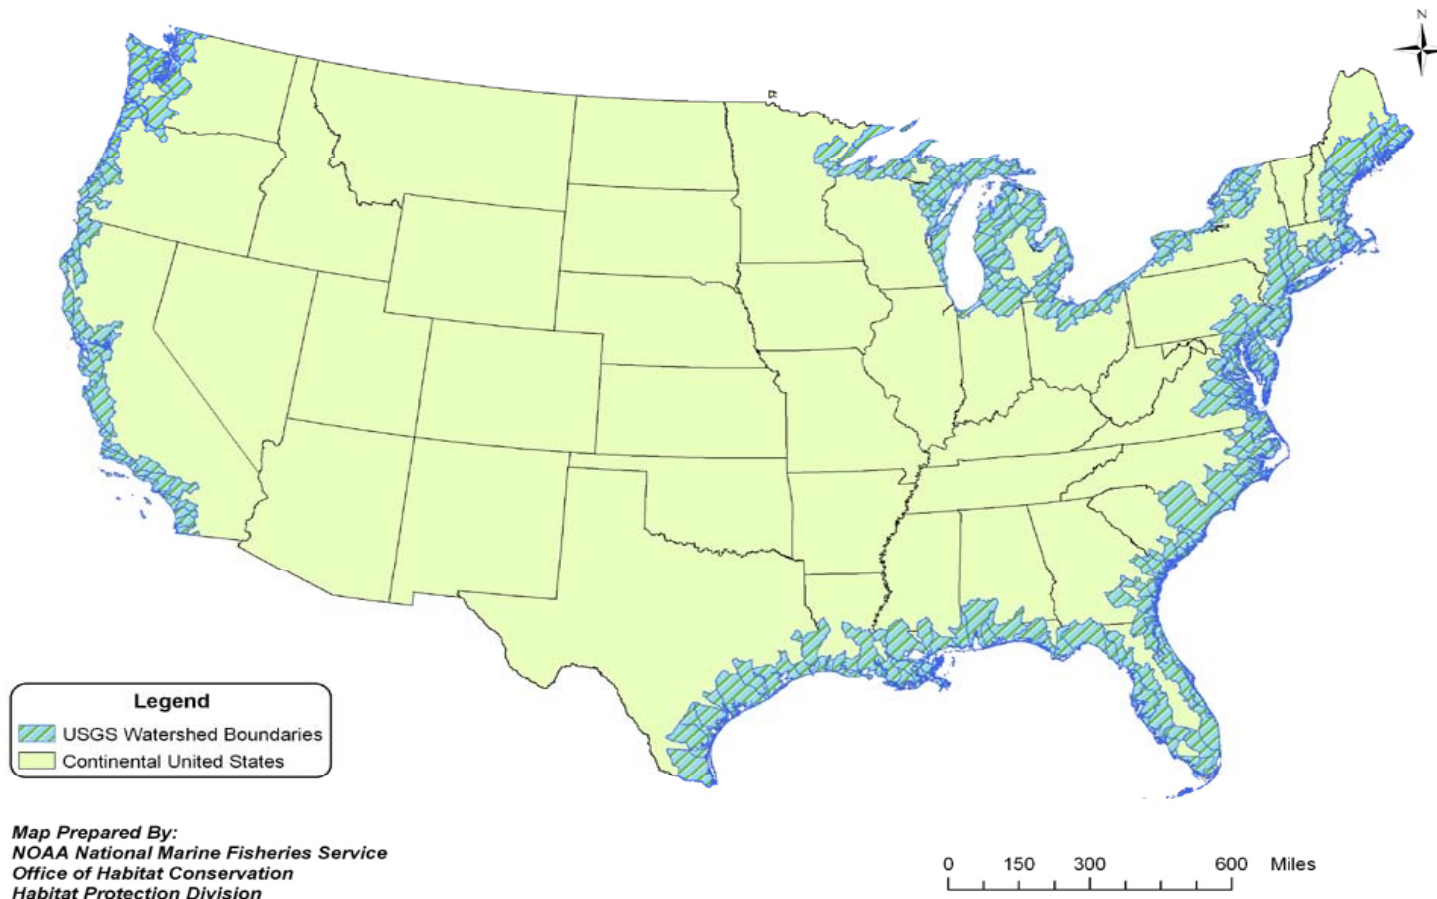 N
Legend
USGS Watershed Boundaries
Continental United States
Map Prepared By:
NOAA National Marine Fisheries Service
Office of Habitat Conservation
Habitat Protection Division
0 150 300 600 Miles